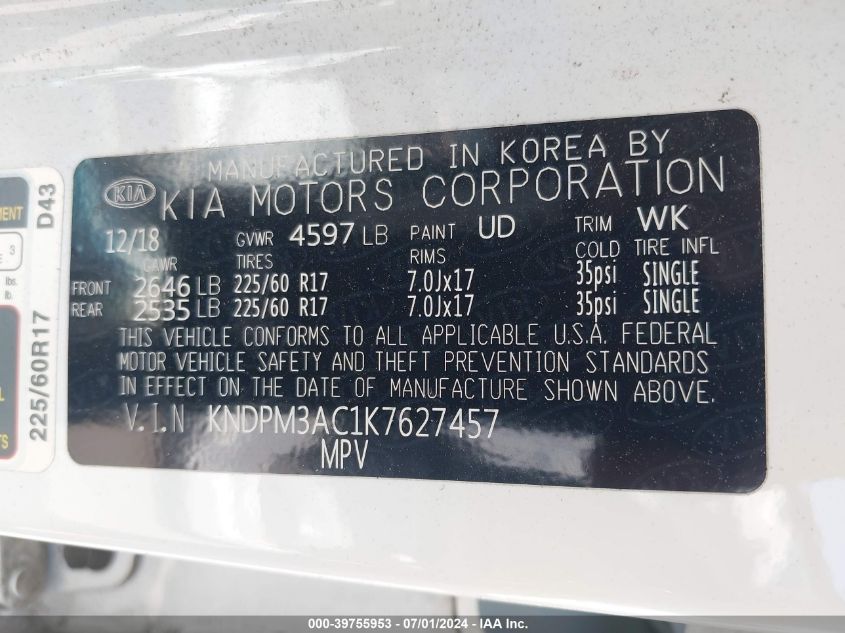 MANUFACTURED IN KOREA BY
KIA KIA MOTORS CORPORATION
12/18 GVWR 4597 LB PAINT UD TRIM WK
GAWR TIRES RIMS COLD TIRE INFL
FRONT 2646 LB 225/60 R17 7.0Jx17 35psi SINGLE
REAR 2535 LB 225/60 R17 7.0Jx17 35psi SINGLE
THIS VEHICLE CONFORMS TO ALL APPLICABLE U.S.A. FEDERAL
MOTOR VEHICLE SAFETY AND THEFT PREVENTION STANDARDS
IN EFFECT ON THE DATE OF MANUFACTURE SHOWN ABOVE.
V.I.N KNDPM3AC1K7627457
MPV
225/60R17 D43
3
lbs.
lb.
000-39755953 - 07/01/2024 - IAA Inc.